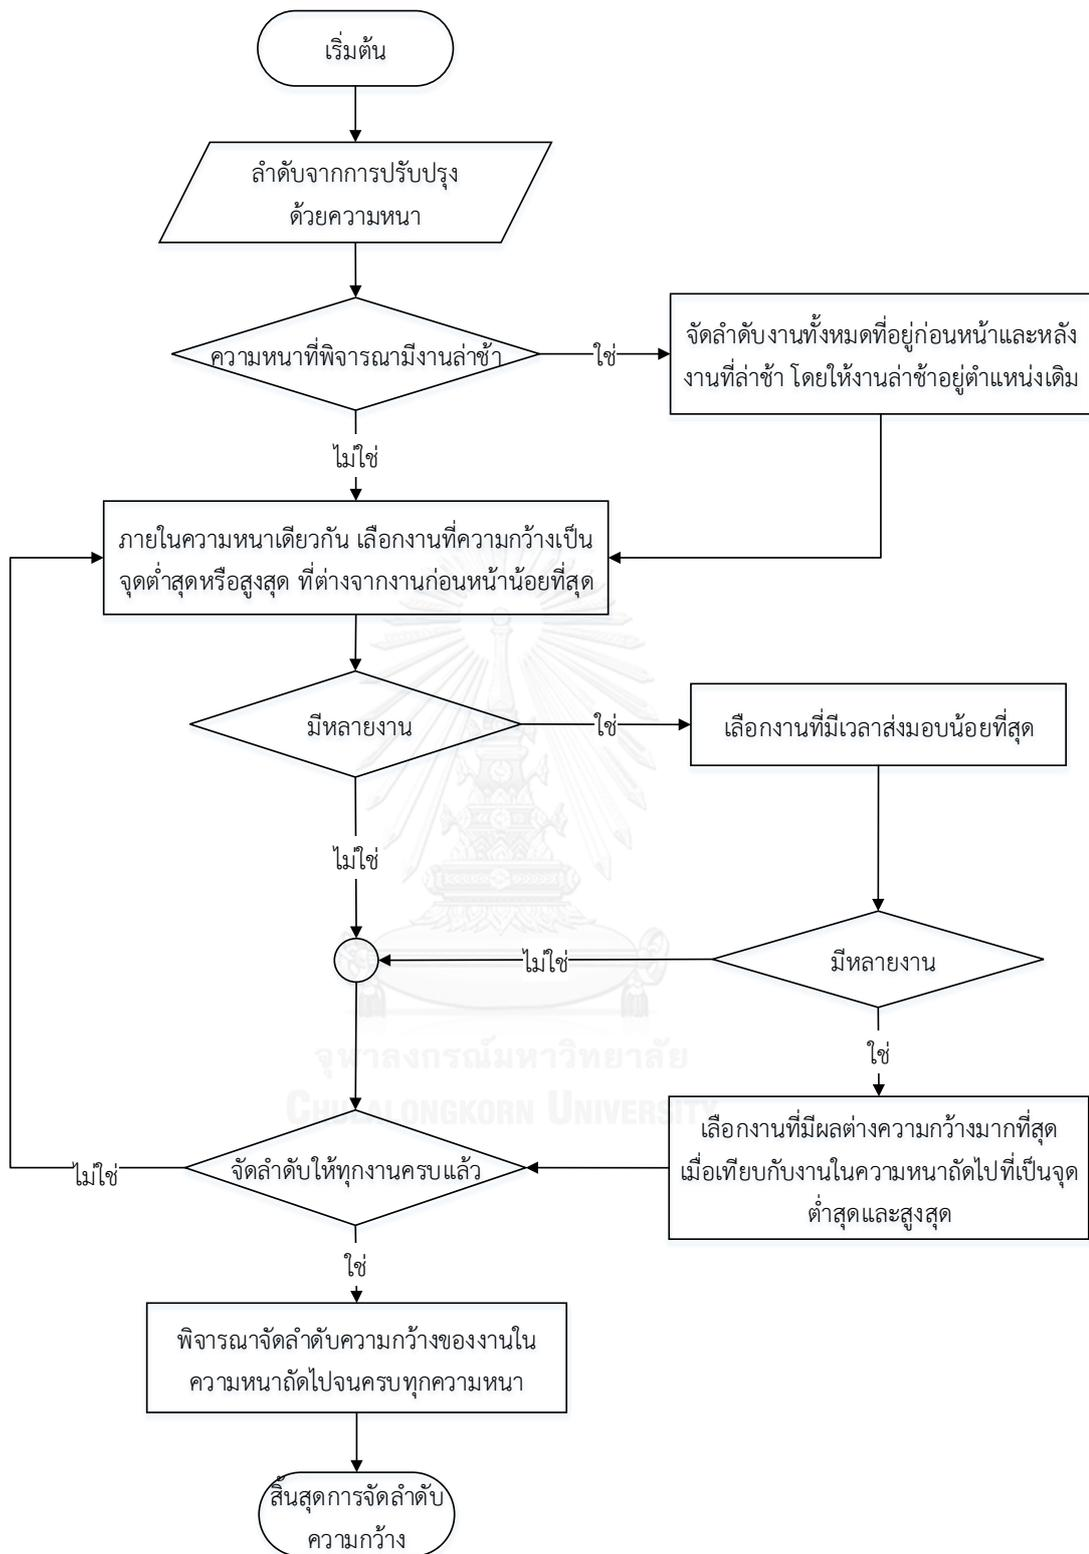 เริ่มต้น
ลำดับจากการปรับปรุง
ด้วยความหนา
ความหนาที่พิจารณามีงานล่าช้า
ใช่
จัดลำดับงานทั้งหมดที่อยู่ก่อนหน้าและหลัง
งานที่ล่าช้า โดยให้งานล่าช้าอยู่ตำแหน่งเดิม
ไม่ใช่
ภายในความหนาเดียวกัน เลือกงานที่ความกว้างเป็น
จุดต่ำสุดหรือสูงสุด ที่ต่างจากงานก่อนหน้าน้อยที่สุด
มีหลายงาน
ใช่
เลือกงานที่มีเวลาส่งมอบน้อยที่สุด
ไม่ใช่
ไม่ใช่
มีหลายงาน
ใช่
จุฬาลงกรณ์มหาวิทยาลัย
CHULALONGKORN UNIVERSITY
เลือกงานที่มีผลต่างความกว้างมากที่สุด
เมื่อเทียบกับงานในความหนาถัดไปที่เป็นจุด
ต่ำสุดและสูงสุด
ไม่ใช่
จัดลำดับให้ทุกงานครบแล้ว
ใช่
พิจารณาจัดลำดับความกว้างของงานใน
ความหนาถัดไปจนครบทุกความหนา
สิ้นสุดการจัดลำดับ
ความกว้าง